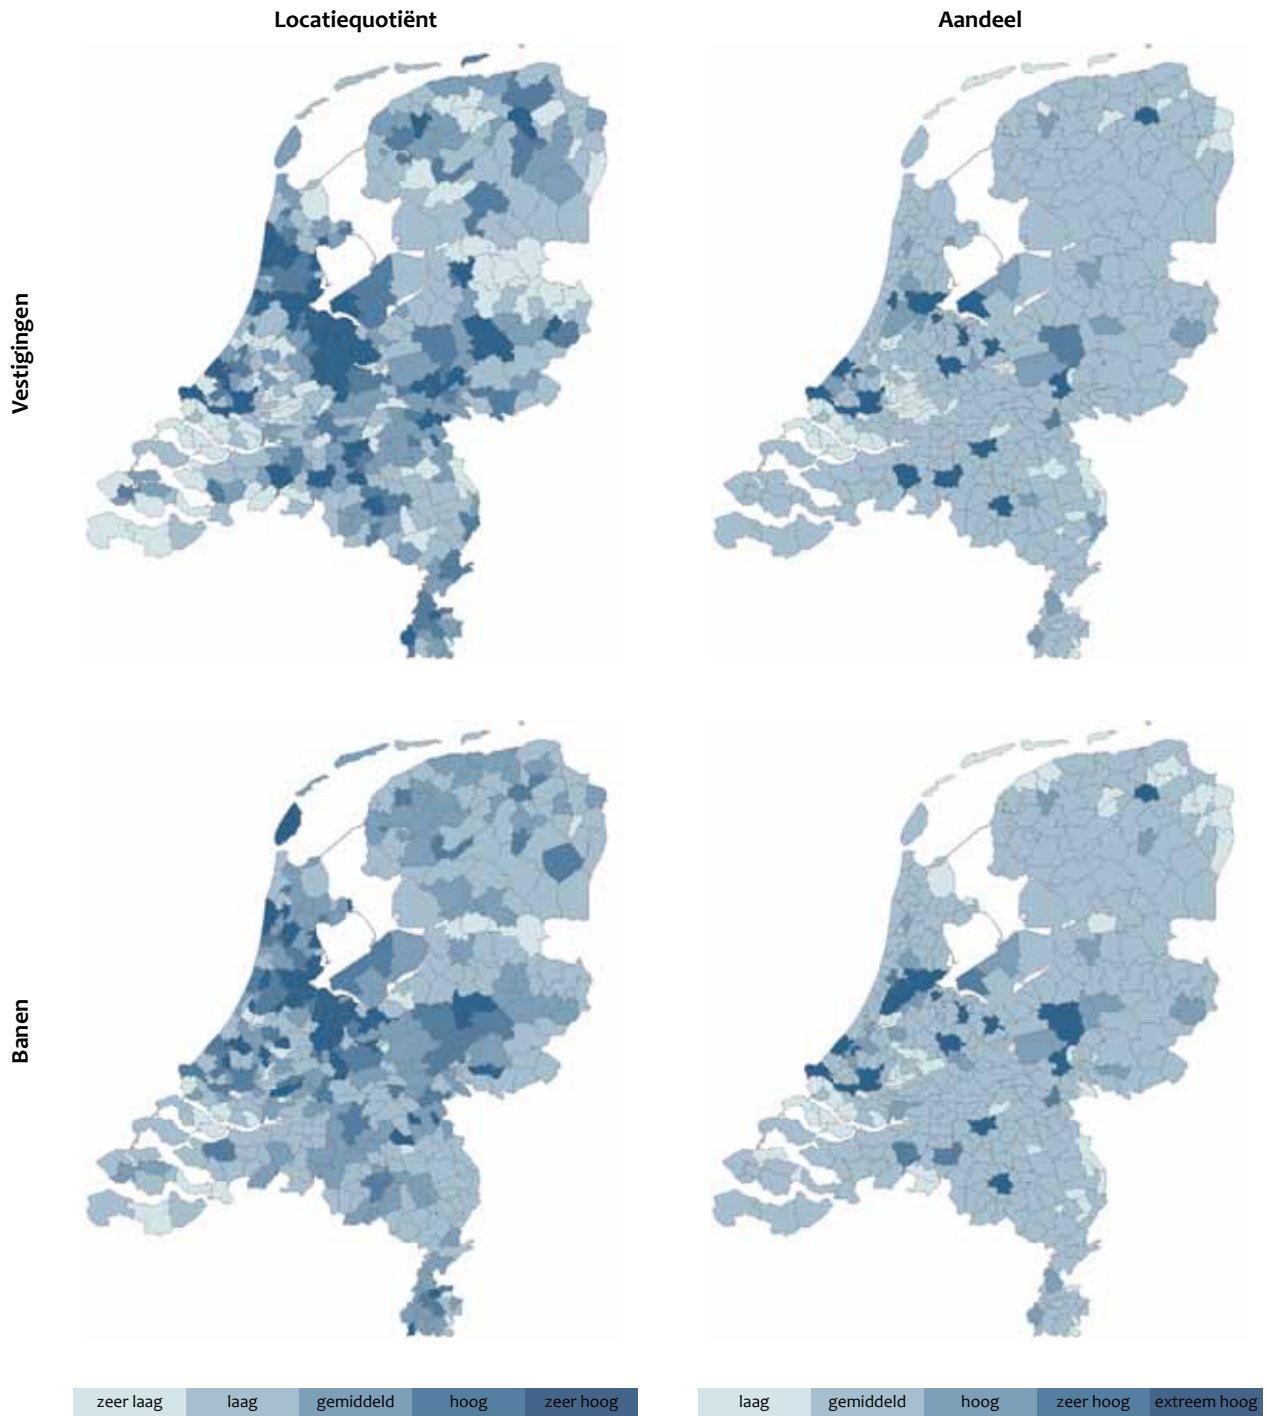 Locatiequotiënt
Aandeel
Vestigingen
Banen
zeer laag laag gemiddeld hoog zeer hoog
laag gemiddeld hoog zeer hoog extreem hoog